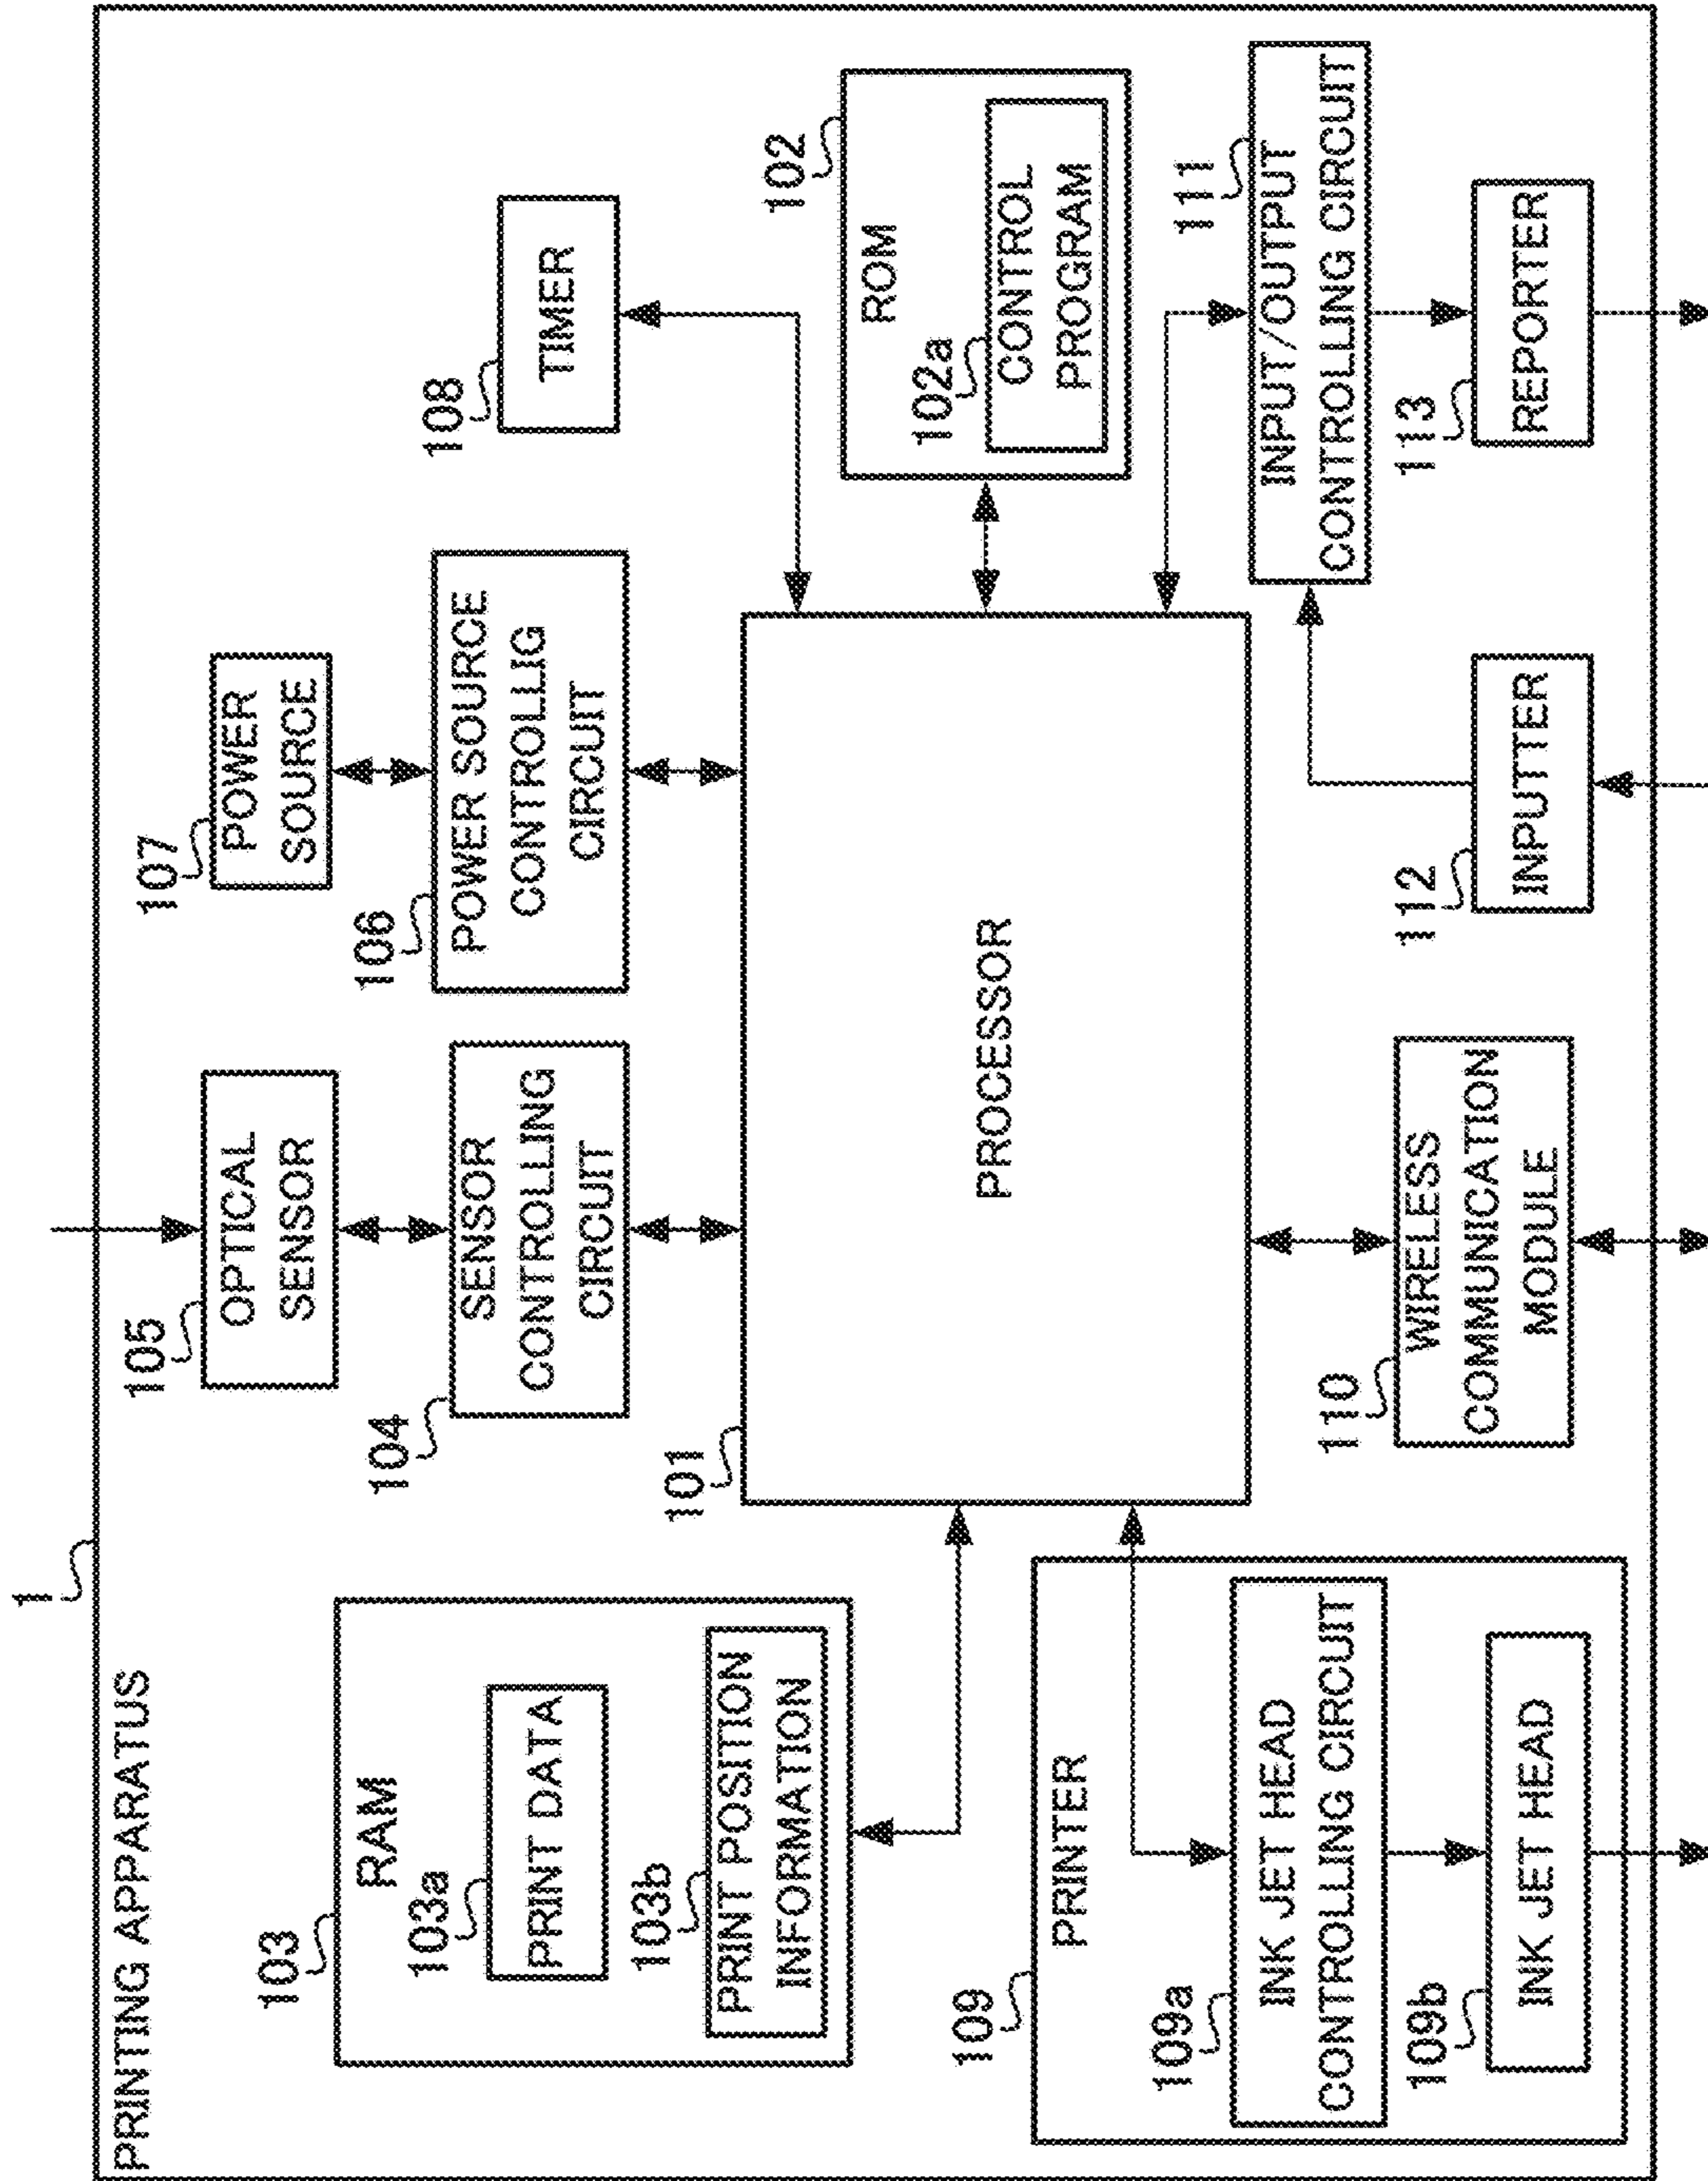 1
PRINTING APPARATUS
103
RAM
103a
PRINT DATA
103b
PRINT POSITION
INFORMATION
105
OPTICAL
SENSOR
104
SENSOR
CONTROLLING
CIRCUIT
107
POWER
SOURCE
106
POWER SOURCE
CONTROLLIG
CIRCUIT
108
TIMER
101
PROCESSOR
102
ROM
102a
CONTROL
PROGRAM
109
PRINTER
109a
INK JET HEAD
CONTROLLING CIRCUIT
109b
INK JET HEAD
110
WIRELESS
COMMUNICATION
MODULE
111
INPUT/OUTPUT
CONTROLLING CIRCUIT
112
INPUTTER
113
REPORTER